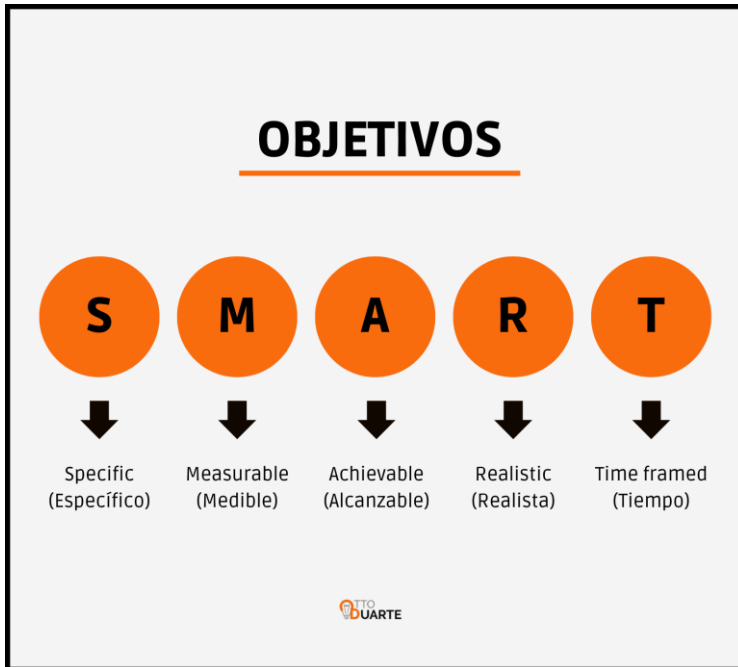 OBJETIVOS
S M A R T
Specific Measurable Achievable Realistic Time framed
(Específico) (Medible) (Alcanzable) (Realista) (Tiempo)
OTTO
DUARTE